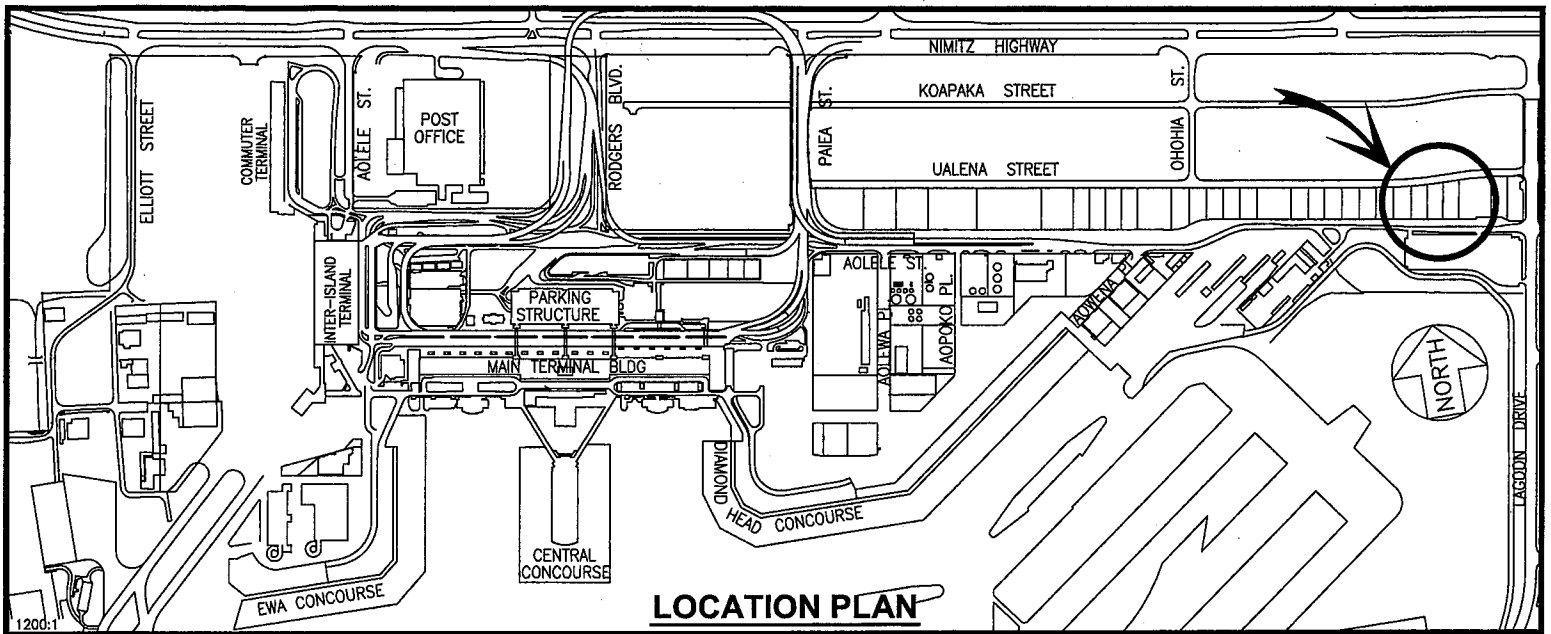 NIMITZ HIGHWAY
KOAPAKA STREET
UALENA STREET
ELLIOTT STREET
COMMUTER
TERMINAL
AOLELE ST.
POST
OFFICE
RODGERS BLVD.
PAIEA ST.
OHOHIA ST.
INTER-ISLAND
TERMINAL
PARKING
STRUCTURE
MAIN TERMINAL BLDG
AOLELE ST.
AOLEWA PL.
AOPOKO PL.
AOWENA PL.
NORTH
LAGOON DRIVE
DIAMOND
HEAD CONCOURSE
CENTRAL
CONCOURSE
EWA CONCOURSE
LOCATION PLAN
1200:1